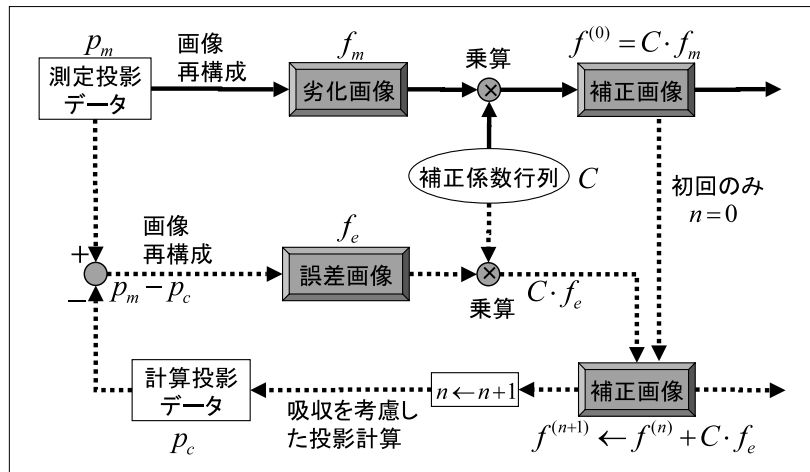 p_m
画像
再構成
f_m
乗算
f^{(0)} = C · f_m
測定投影
データ
劣化画像
×
補正画像
補正係数行列
C
初回のみ
n = 0
画像
再構成
f_e
+
−
p_m − p_c
誤差画像
×
乗算
C · f_e
計算投影
データ
p_c
吸収を考慮し
た投影計算
n ← n+1
補正画像
f^{(n+1)} ← f^{(n)} + C · f_e